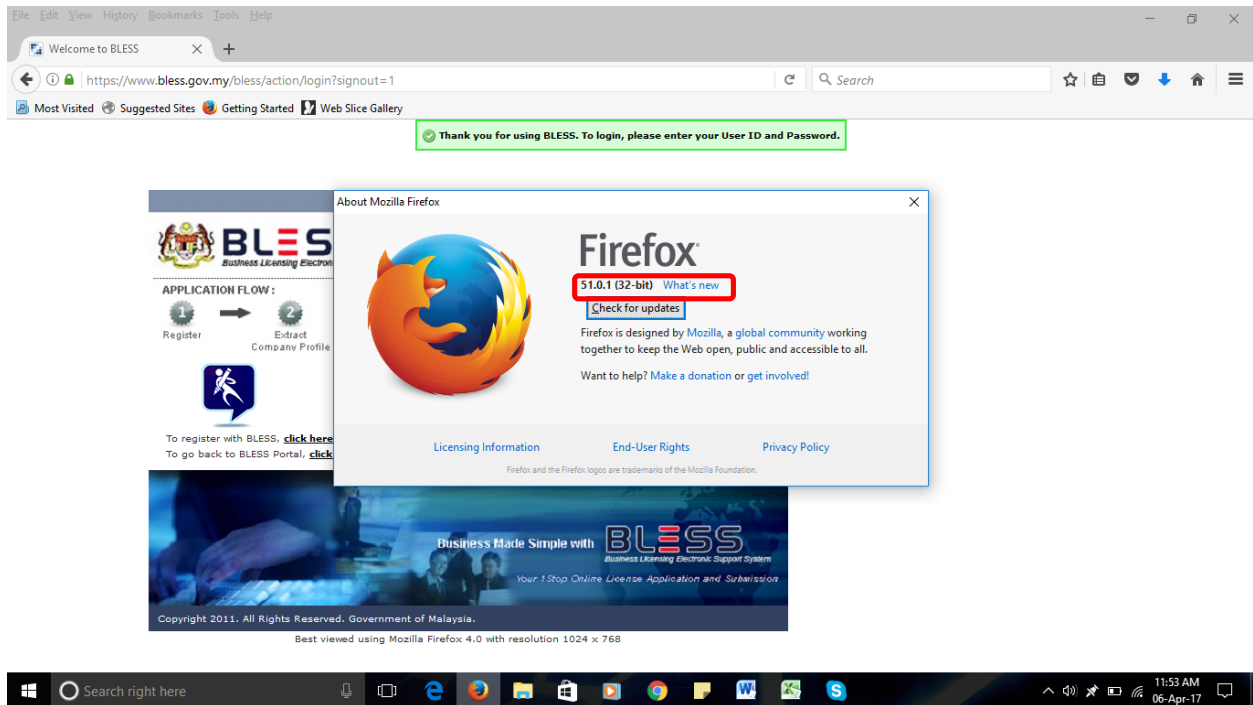 File Edit View History Bookmarks Tools Help
Welcome to BLESS
https://www.bless.gov.my/bless/action/login?signout=1
Search
Most Visited Suggested Sites Getting Started Web Slice Gallery
Thank you for using BLESS. To login, please enter your User ID and Password.
About Mozilla Firefox
BLES
Business Licensing Electron
APPLICATION FLOW :
1 2
Register Extract
Company Profile
To register with BLESS, click here
To go back to BLESS Portal, click
Firefox
51.0.1 (32-bit) What's new
Check for updates
Firefox is designed by Mozilla, a global community working
together to keep the Web open, public and accessible to all.
Want to help? Make a donation or get involved!
Licensing Information End-User Rights Privacy Policy
Firefox and the Firefox logos are trademarks of the Mozilla Foundation.
Business Made Simple with BLESS
Business Licensing Electronic Support System
Your 1 Stop Online License Application and Submission
Copyright 2011. All Rights Reserved. Government of Malaysia.
Best viewed using Mozilla Firefox 4.0 with resolution 1024 x 768
Search right here
11:53 AM
06-Apr-17